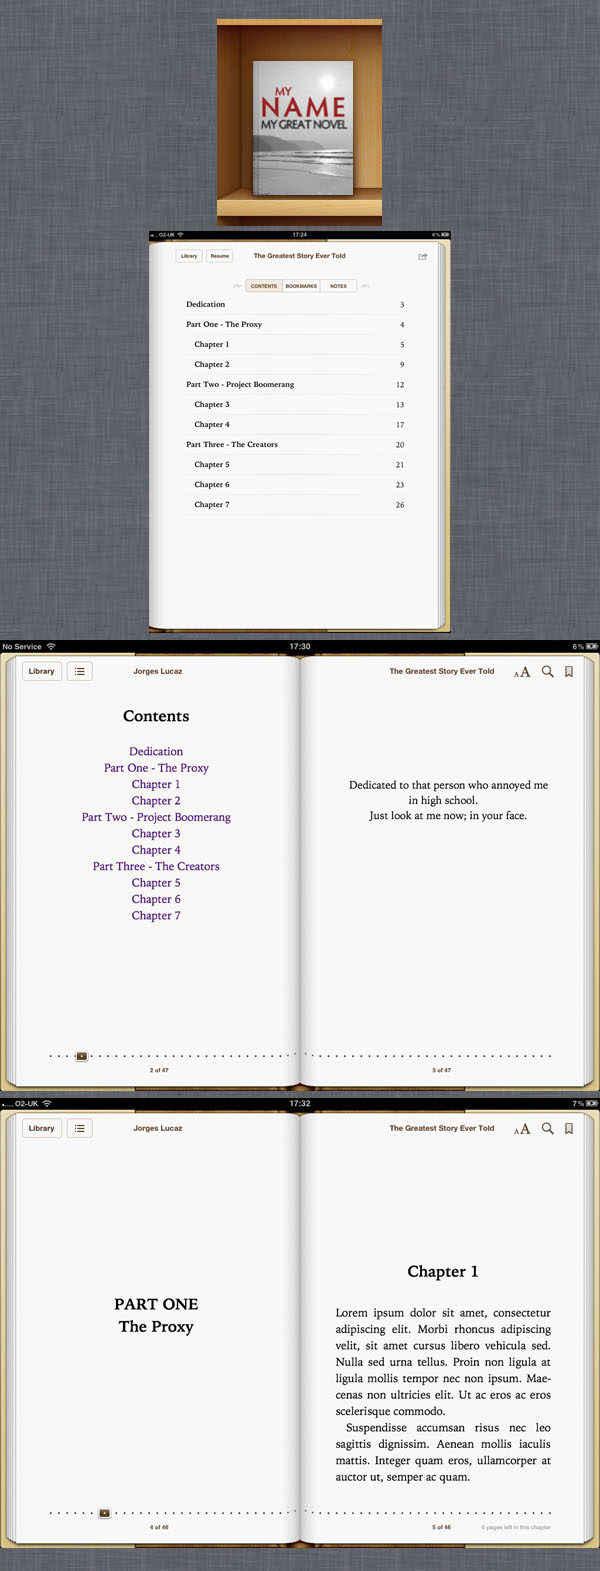 MY
NAME
MY GREAT NOVEL
O2-UK
17:24
6%
Library
Resume
The Greatest Story Ever Told
CONTENTS
BOOKMARKS
NOTES
Dedication 3
Part One - The Proxy 4
Chapter 1 5
Chapter 2 9
Part Two - Project Boomerang 12
Chapter 3 13
Chapter 4 17
Part Three - The Creators 20
Chapter 5 21
Chapter 6 23
Chapter 7 26
No Service
17:30
6%
Library
Jorges Lucaz
The Greatest Story Ever Told
AA
Contents
Dedication
Part One - The Proxy
Chapter 1
Chapter 2
Part Two - Project Boomerang
Chapter 3
Chapter 4
Part Three - The Creators
Chapter 5
Chapter 6
Chapter 7
2 of 47
Dedicated to that person who annoyed me
in high school.
Just look at me now; in your face.
3 of 47
O2-UK
17:32
7%
Library
Jorges Lucaz
The Greatest Story Ever Told
AA
PART ONE
The Proxy
4 of 46
Chapter 1
Lorem ipsum dolor sit amet, consectetur
adipiscing elit. Morbi rhoncus adipiscing
velit, sit amet cursus libero vehicula sed.
Nulla sed urna tellus. Proin non ligula at
ligula mollis tempor nec non ipsum. Mae-
cenas non ultricies elit. Ut ac eros ac eros
scelerisque commodo.
Suspendisse accumsan risus nec leo
sagittis dignissim. Aenean mollis iaculis
mattis. Integer quam eros, ullamcorper at
auctor ut, semper ac quam.
5 of 46
6 pages left in this chapter